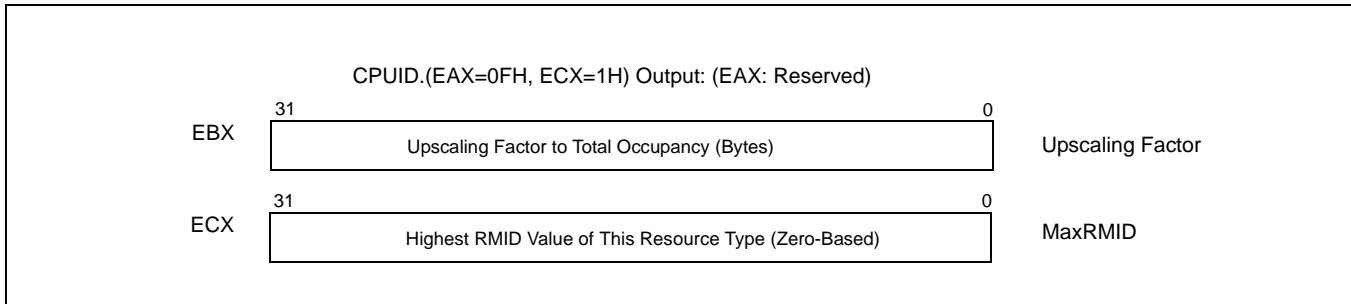 CPUID.(EAX=0FH, ECX=1H) Output: (EAX: Reserved)
31 0
EBX Upscaling Factor to Total Occupancy (Bytes) Upscaling Factor
31 0
ECX Highest RMID Value of This Resource Type (Zero-Based) MaxRMID